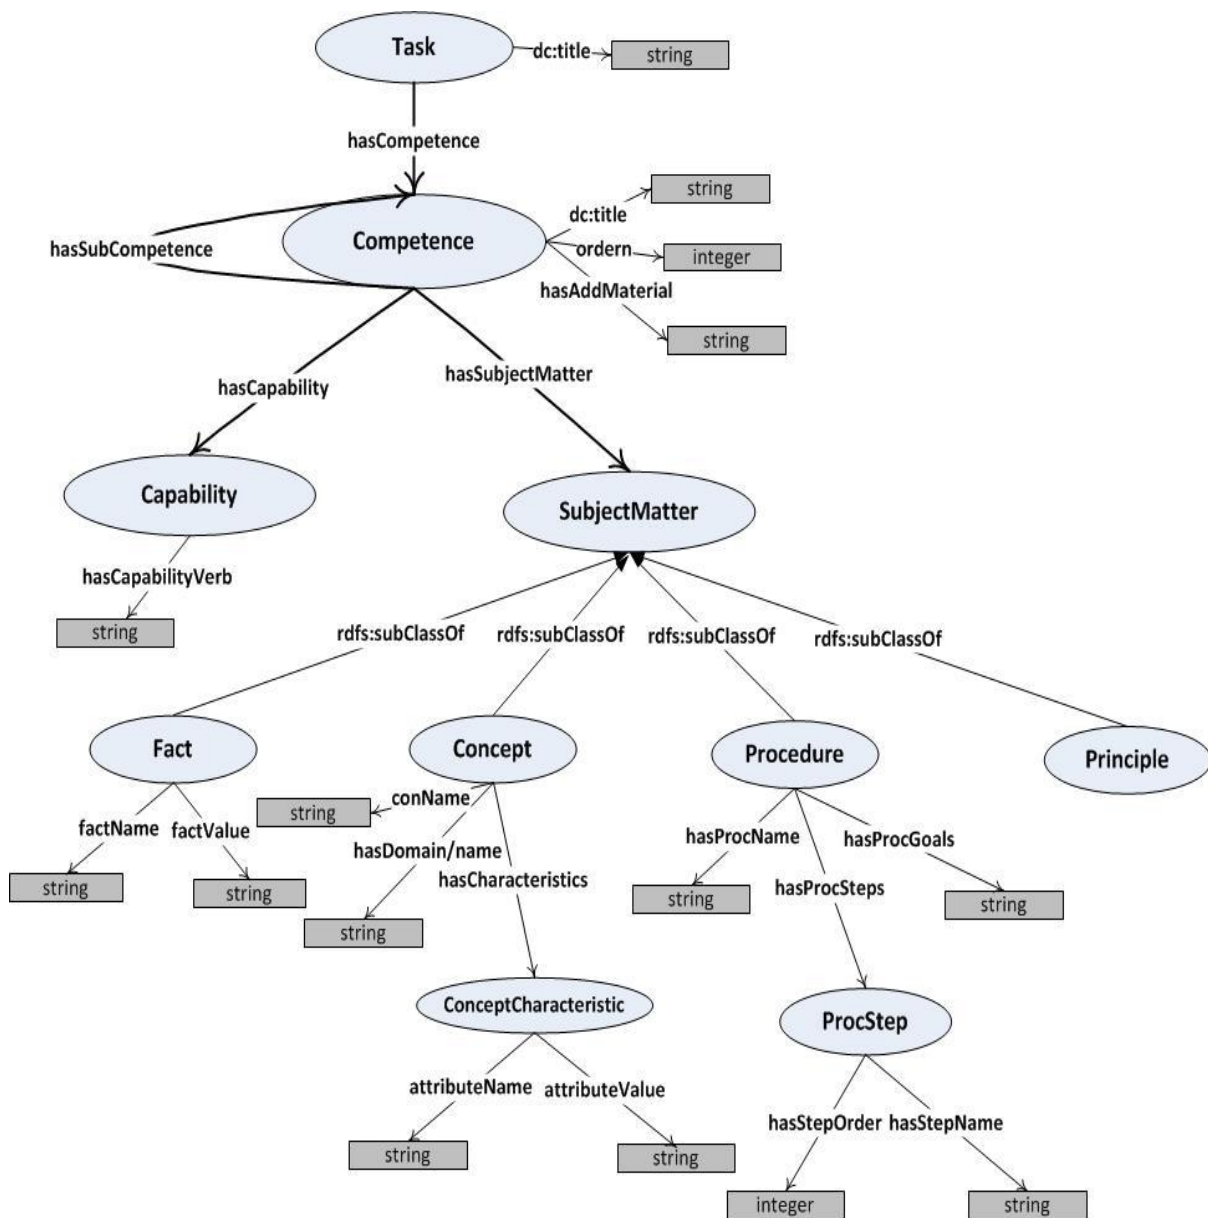 Task
dc:title
string
hasCompetence
string
dc:title
Competence
hasSubCompetence
ordern
integer
hasAddMaterial
string
hasCapability
hasSubjectMatter
Capability
SubjectMatter
hasCapabilityVerb
string
rdfs:subClassOf
rdfs:subClassOf
rdfs:subClassOf
rdfs:subClassOf
Fact
Concept
Procedure
Principle
conName
string
factName
factValue
hasDomain/name
hasProcName
hasProcGoals
hasCharacteristics
hasProcSteps
string
string
string
string
string
ConceptCharacteristic
ProcStep
attributeName
attributeValue
hasStepOrder
hasStepName
string
string
integer
string